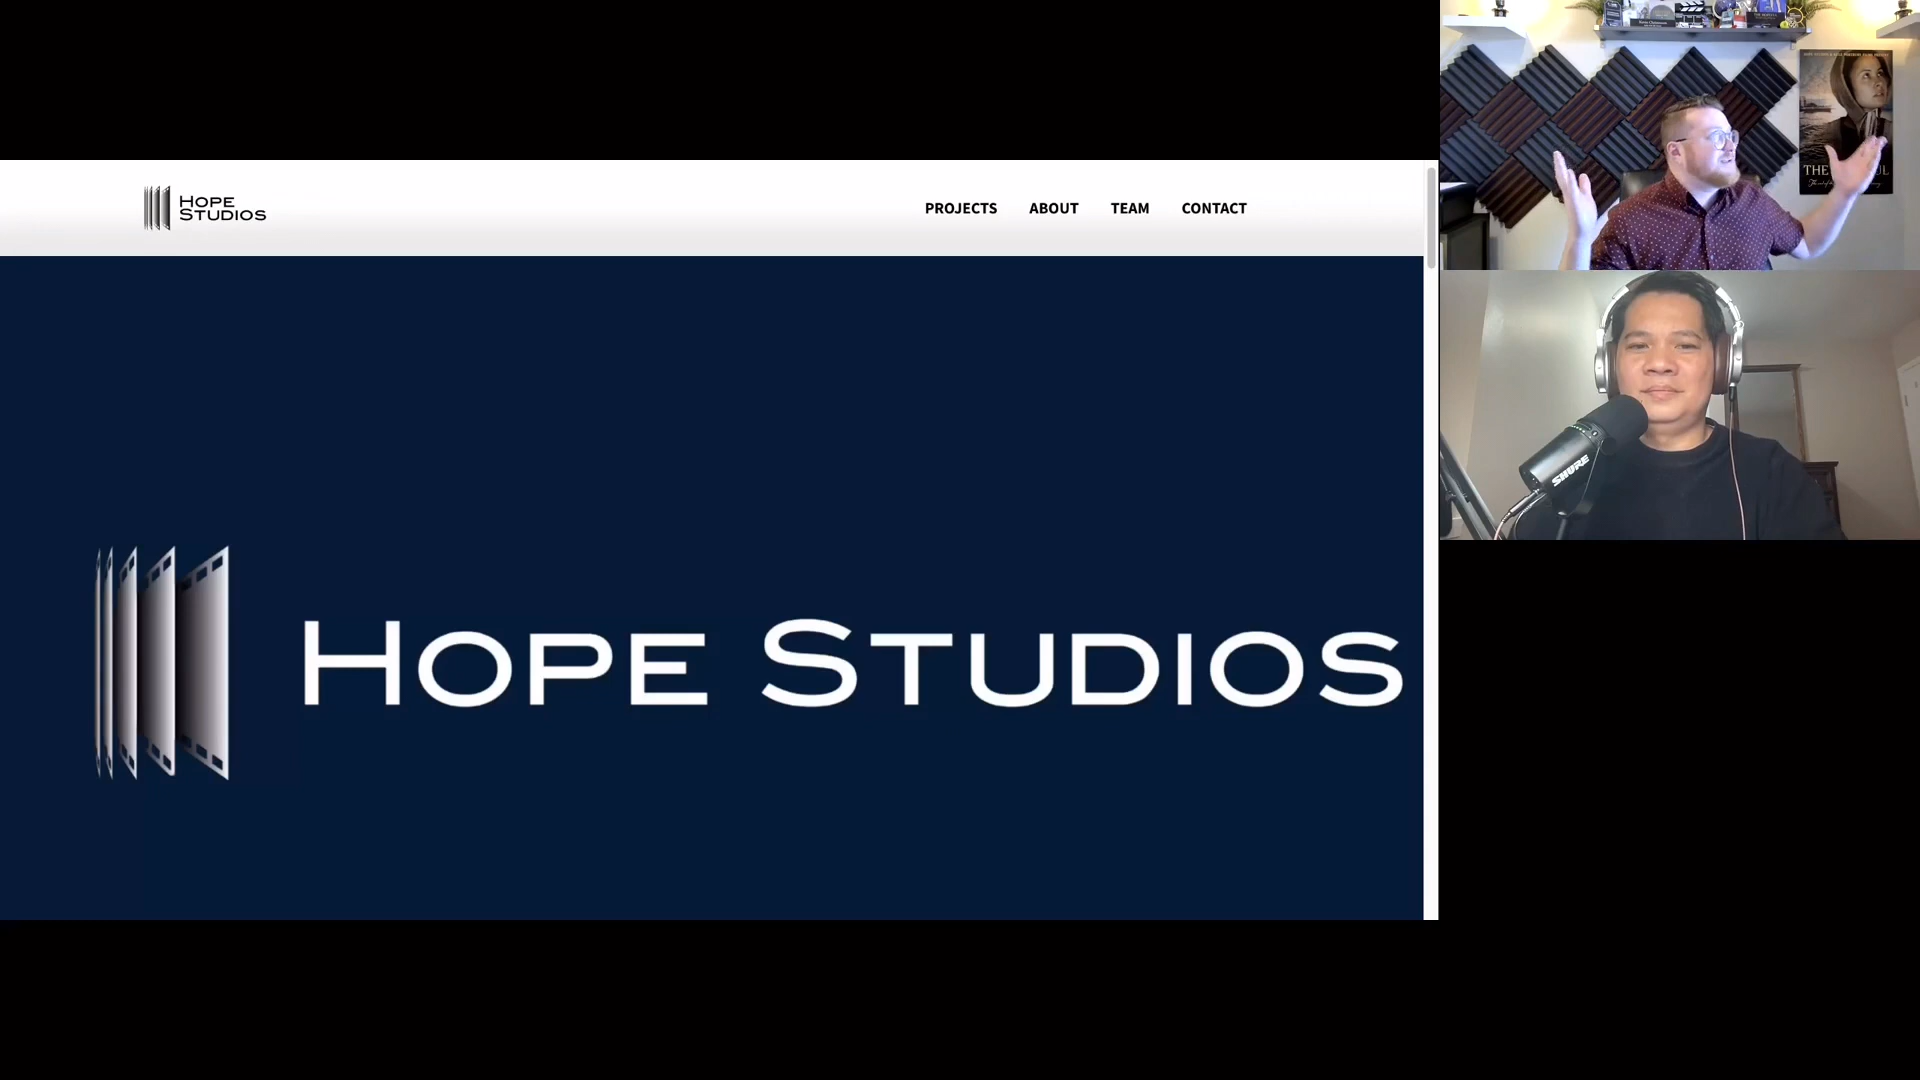 HOPE
STUDIOS
PROJECTS
ABOUT
TEAM
CONTACT
HOPE STUDIOS
THE
SHURE